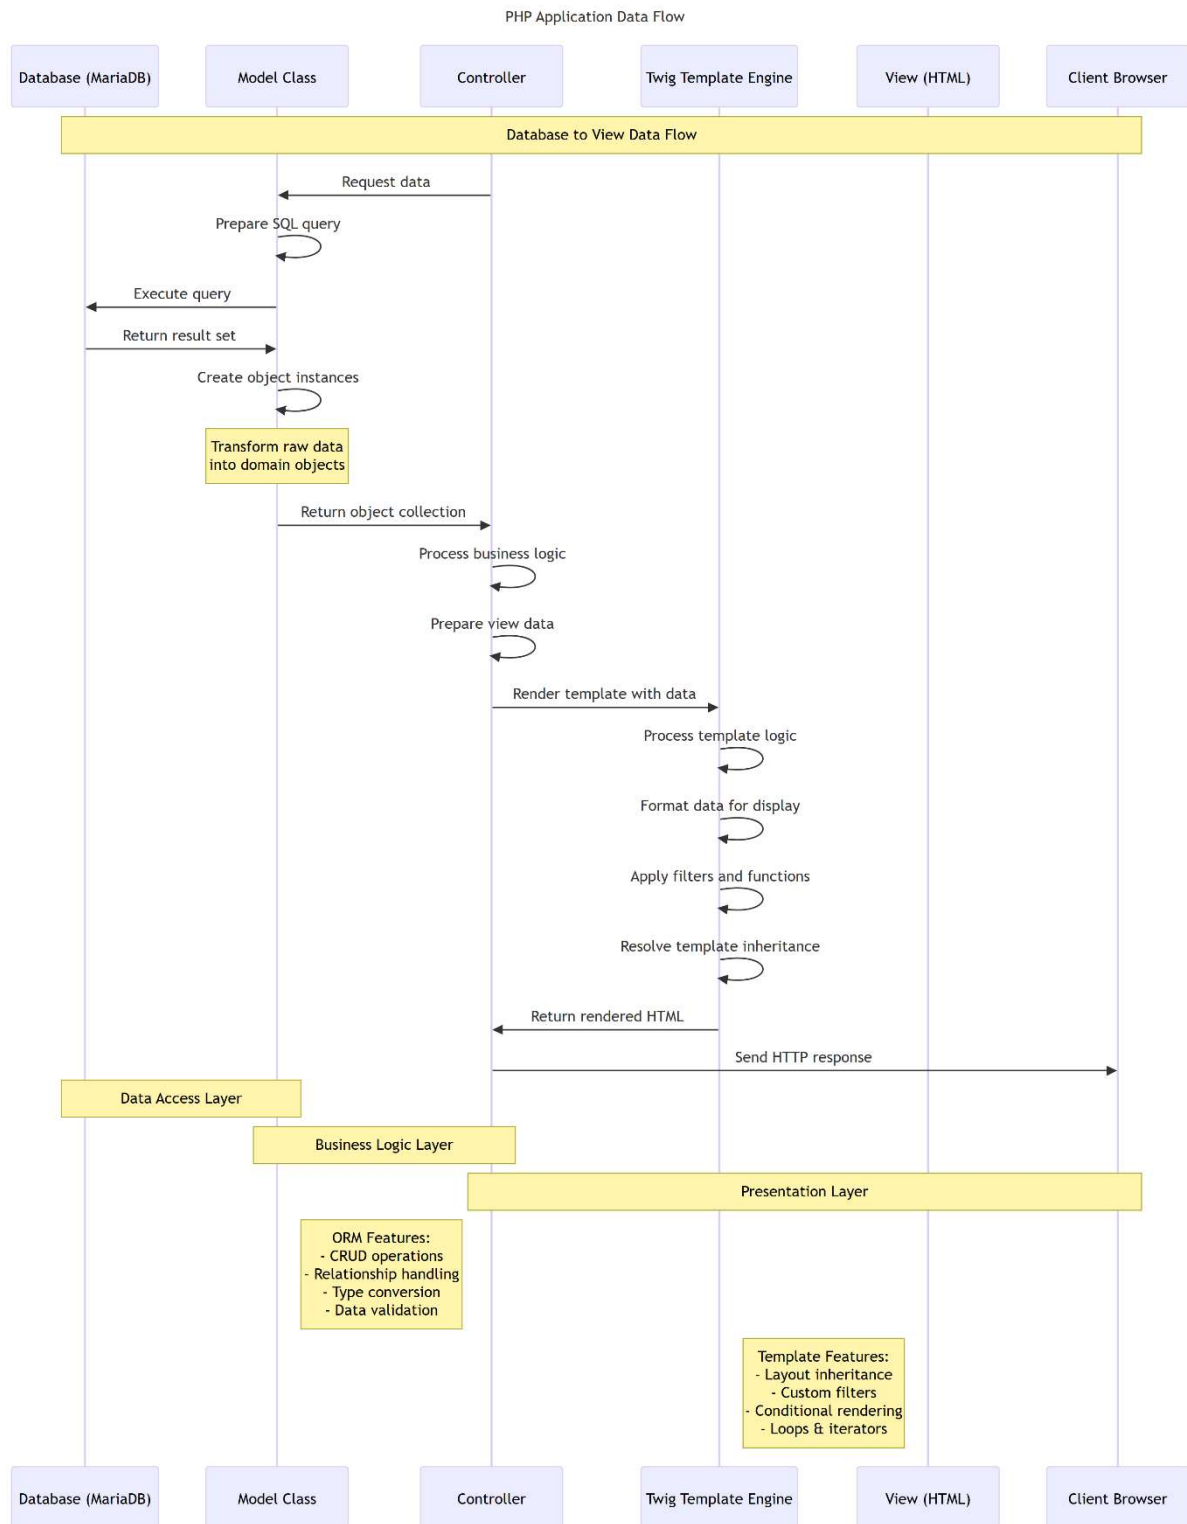 PHP Application Data Flow
Database (MariaDB)
Model Class
Controller
Twig Template Engine
View (HTML)
Client Browser
Database to View Data Flow
Request data
Prepare SQL query
Execute query
Return result set
Create object instances
Transform raw data
into domain objects
Return object collection
Process business logic
Prepare view data
Render template with data
Process template logic
Format data for display
Apply filters and functions
Resolve template inheritance
Return rendered HTML
Send HTTP response
Data Access Layer
Business Logic Layer
Presentation Layer
ORM Features:
- CRUD operations
- Relationship handling
- Type conversion
- Data validation
Template Features:
- Layout inheritance
- Custom filters
- Conditional rendering
- Loops & iterators
Database (MariaDB)
Model Class
Controller
Twig Template Engine
View (HTML)
Client Browser